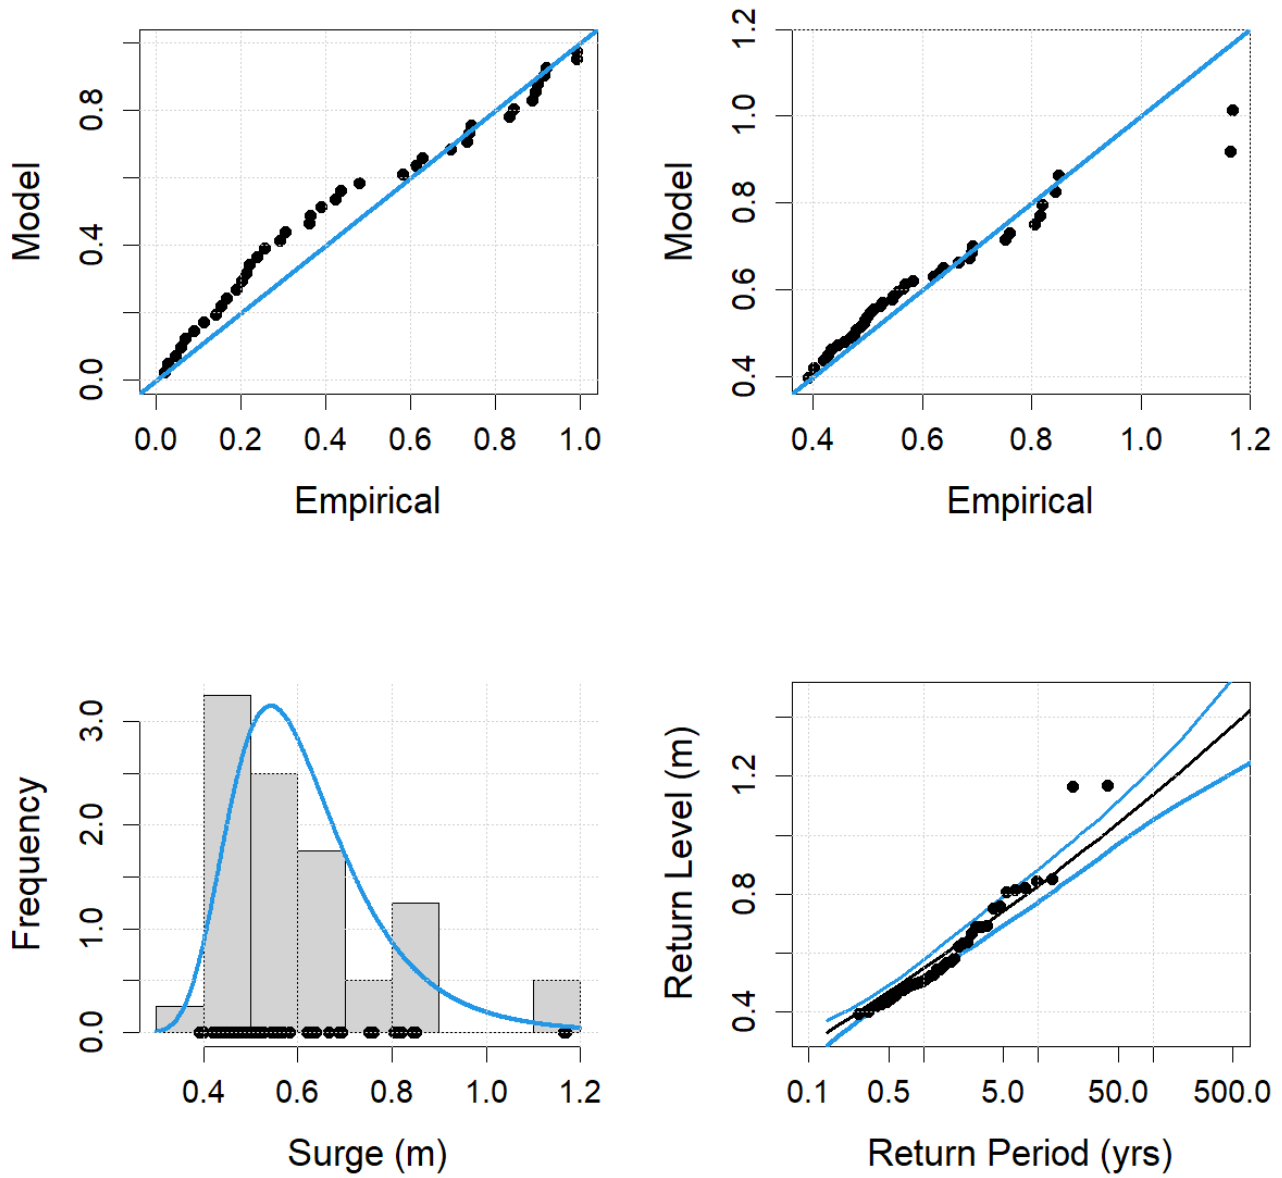 Model
0.0 0.4 0.8
0.0 0.2 0.4 0.6 0.8 1.0
Empirical
Model
0.4 0.6 0.8 1.0 1.2
0.4 0.6 0.8 1.0 1.2
Empirical
Frequency
0.0 1.0 2.0 3.0
0.4 0.6 0.8 1.0 1.2
Surge (m)
Return Level (m)
0.4 0.8 1.2
0.1 0.5 5.0 50.0 500.0
Return Period (yrs)